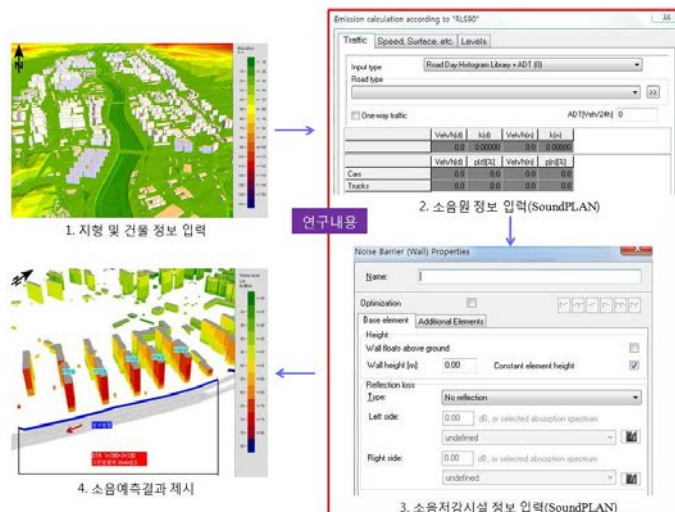 1. 지형 및 건물 정보 입력
Emission calculation according to "RLS90"
Traffic
Speed, Surface, etc.
Levels
Input type
Road Day Histogram Library + ADT (0)
Road type
>>
One-way traffic
ADT[Veh/24h] 0
Veh/h(d) k(d) Veh/h(n) k(n)
0.0 0.00000 0.0 0.00000
Veh/h(d) p(d)[%] Veh/h(n) p(n)[%]
Cars 0.0 0.0 0.0 0.0
Trucks 0.0 0.0 0.0 0.0
2. 소음원 정보 입력(SoundPLAN)
연구내용
Noise Barrier (Wall) Properties
Name:
Optimization
Base element
Additional Elements
Height
Wall floats above ground
Wall height [m]: 0.00 Constant element height
Reflection loss
Type: No reflection
Left side: 0.00 dB, or selected absorption spectrum
undefined
Right side: 0.00 dB, or selected absorption spectrum
undefined
3. 소음저감시설 정보 입력(SoundPLAN)
4. 소음예측결과 제시